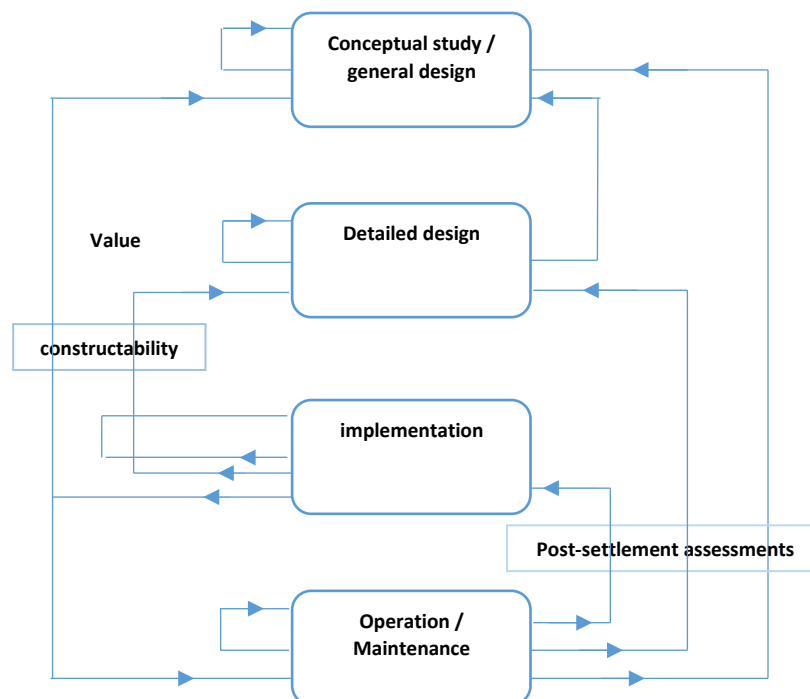 Conceptual study /
general design
Detailed design
Value
constructability
implementation
Post-settlement assessments
Operation /
Maintenance